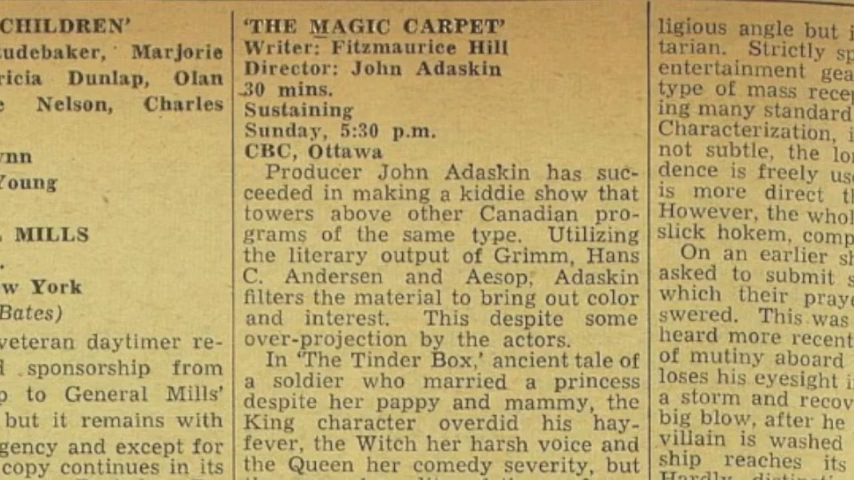 CHILDREN'
Marjorie
ricia Dunlap, Olan
Nelson, Charles
Young
MILLS
w York
Bates)
veteran daytimer re-
sponsorship from
to General Mills'
but it remains with
gency and except for
copy continues in its
'THE MAGIC CARPET'
Writer: Fitzmaurice Hill
Director: John Adaskin
30 mins.
Sustaining
Sunday, 5:30 p.m.
CBC, Ottawa
Producer John Adaskin has suc-
ceeded in making a kiddie show that
towers above other Canadian pro-
grams of the same type. Utilizing
the literary output of Grimm, Hans
C. Andersen and Aesop, Adaskin
filters the material to bring out color
and interest. This despite some
over-projection by the actors.
In 'The Tinder Box,' ancient tale of
a soldier who married a princess
despite her pappy and mammy, the
King character overdid his hay-
fever, the Witch her harsh voice and
the Queen her comedy severity, but
ligious angle but i
tarian. Strictly sp
entertainment gea
type of mass recep
ing many standard
Characterization, i
not subtle, the lo
dence is freely us
is more direct t
However, the whol
slick hokem, comp
On an earlier sh
asked to submit s
which their praye
swered. This was
heard more recent
of mutiny aboard
loses his eyesight i
a storm and recov
big blow, after he
villain is washed
ship reaches its